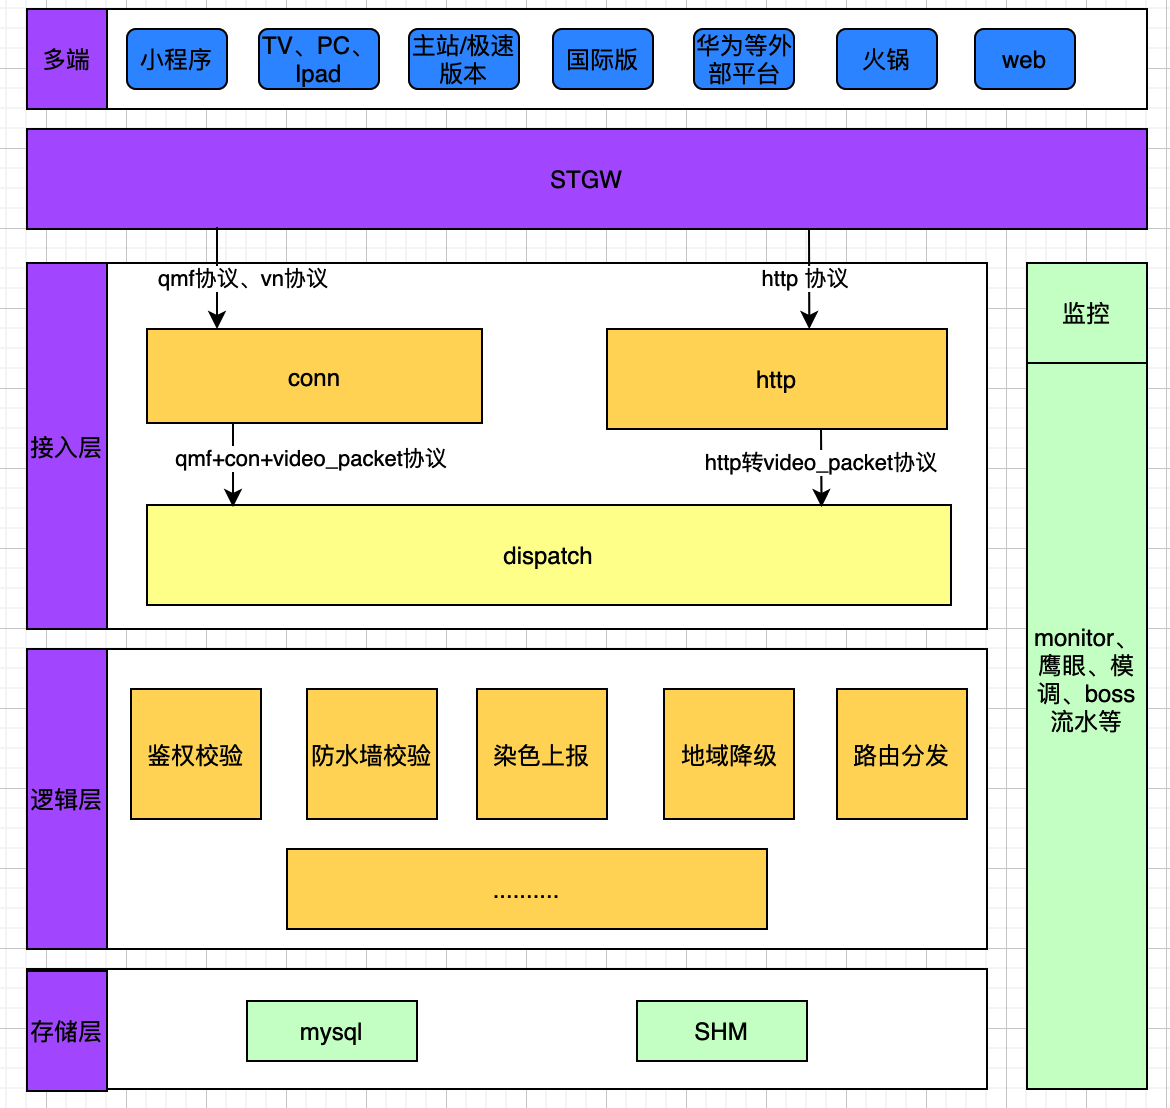 多端
小程序
TV、PC、
Ipad
主站/极速
版本
国际版
华为等外
部平台
火锅
web
STGW
接入层
qmf协议、vn协议
http 协议
conn
http
qmf+con+video_packet协议
http转video_packet协议
dispatch
逻辑层
鉴权校验
防水墙校验
染色上报
地域降级
路由分发
..........
存储层
mysql
SHM
监控
monitor、
鹰眼、模
调、boss
流水等